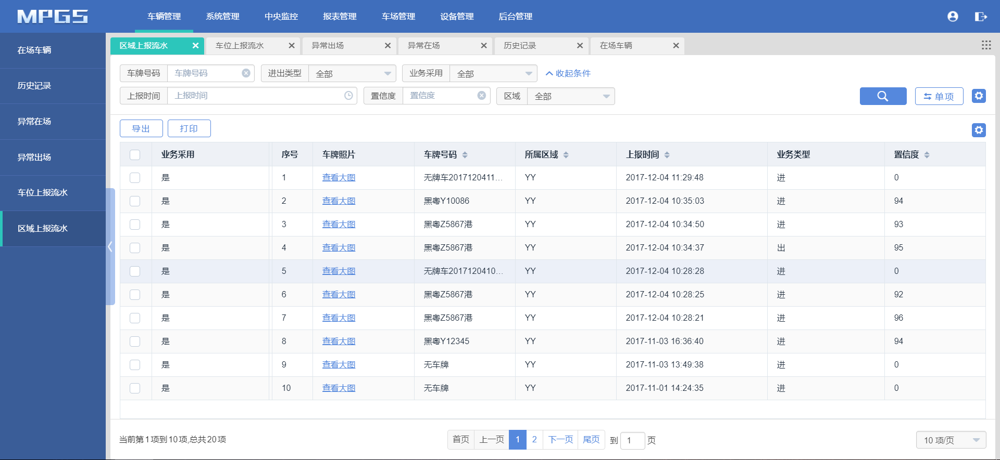 MPGS 车辆管理 系统管理 中央监控 报表管理 车场管理 设备管理 后台管理
在场车辆
历史记录
异常在场
异常出场
车位上报流水
区域上报流水
区域上报流水 车位上报流水 异常出场 异常在场 历史记录 在场车辆
车牌号码 车牌号码 进出类型 全部 业务采用 全部 收起条件
上报时间 上报时间 置信度 置信度 区域 全部 单项
导出 打印
业务采用 序号 车牌照片 车牌号码 所属区域 上报时间 业务类型 置信度
是 1 查看大图 无牌车2017120411... YY 2017-12-04 11:29:48 进 0
是 2 查看大图 黑粤Y10086 YY 2017-12-04 10:35:03 进 94
是 3 查看大图 黑粤Z5867港 YY 2017-12-04 10:34:50 进 93
是 4 查看大图 黑粤Z5867港 YY 2017-12-04 10:34:37 出 95
是 5 查看大图 无牌车2017120410... YY 2017-12-04 10:28:28 进 0
是 6 查看大图 黑粤Z5867港 YY 2017-12-04 10:28:25 进 92
是 7 查看大图 黑粤Z5867港 YY 2017-12-04 10:28:21 进 96
是 8 查看大图 黑粤Y12345 YY 2017-11-03 16:36:40 进 94
是 9 查看大图 无车牌 YY 2017-11-03 13:49:38 进 0
是 10 查看大图 无车牌 YY 2017-11-01 14:24:35 进 0
当前第1项到10项,总共20项 首页 上一页 1 2 下一页 尾页 到 1 页 10 项/页